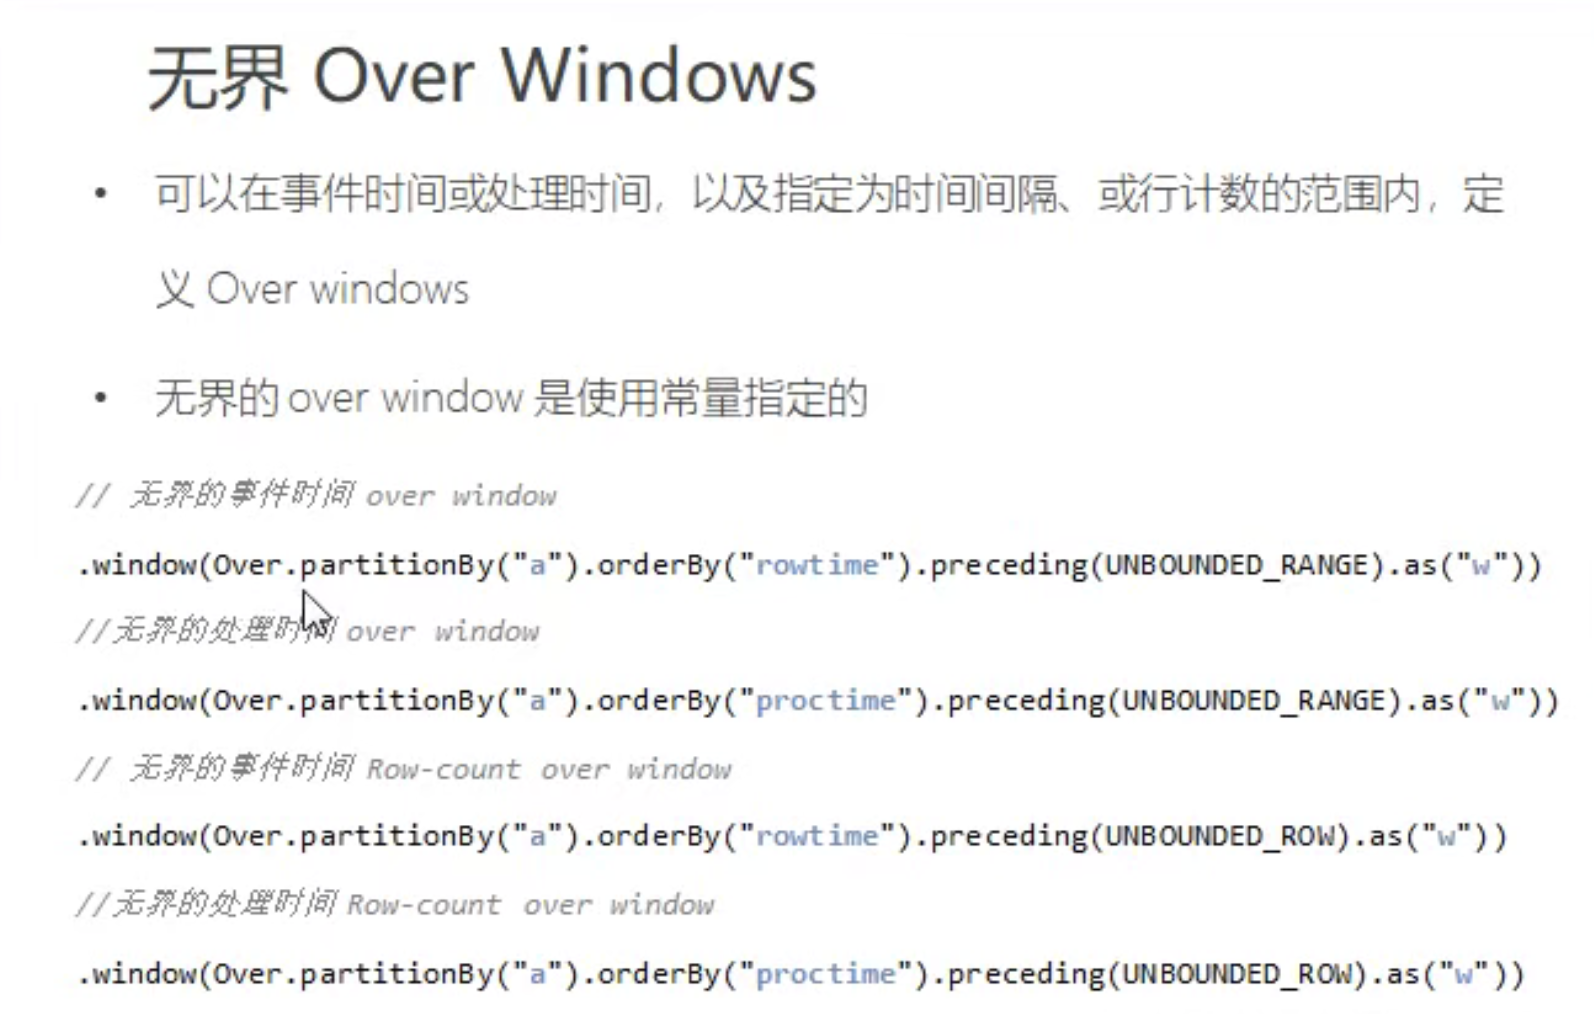 无界 Over Windows
• 可以在事件时间或处理时间，以及指定为时间间隔、或行计数的范围内，定
义 Over windows
• 无界的 over window 是使用常量指定的
// 无界的事件时间 over window
.window(Over.partitionBy("a").orderBy("rowtime").preceding(UNBOUNDED_RANGE).as("w"))
//无界的处理时间 over window
.window(Over.partitionBy("a").orderBy("proctime").preceding(UNBOUNDED_RANGE).as("w"))
// 无界的事件时间 Row-count over window
.window(Over.partitionBy("a").orderBy("rowtime").preceding(UNBOUNDED_ROW).as("w"))
//无界的处理时间 Row-count over window
.window(Over.partitionBy("a").orderBy("proctime").preceding(UNBOUNDED_ROW).as("w"))